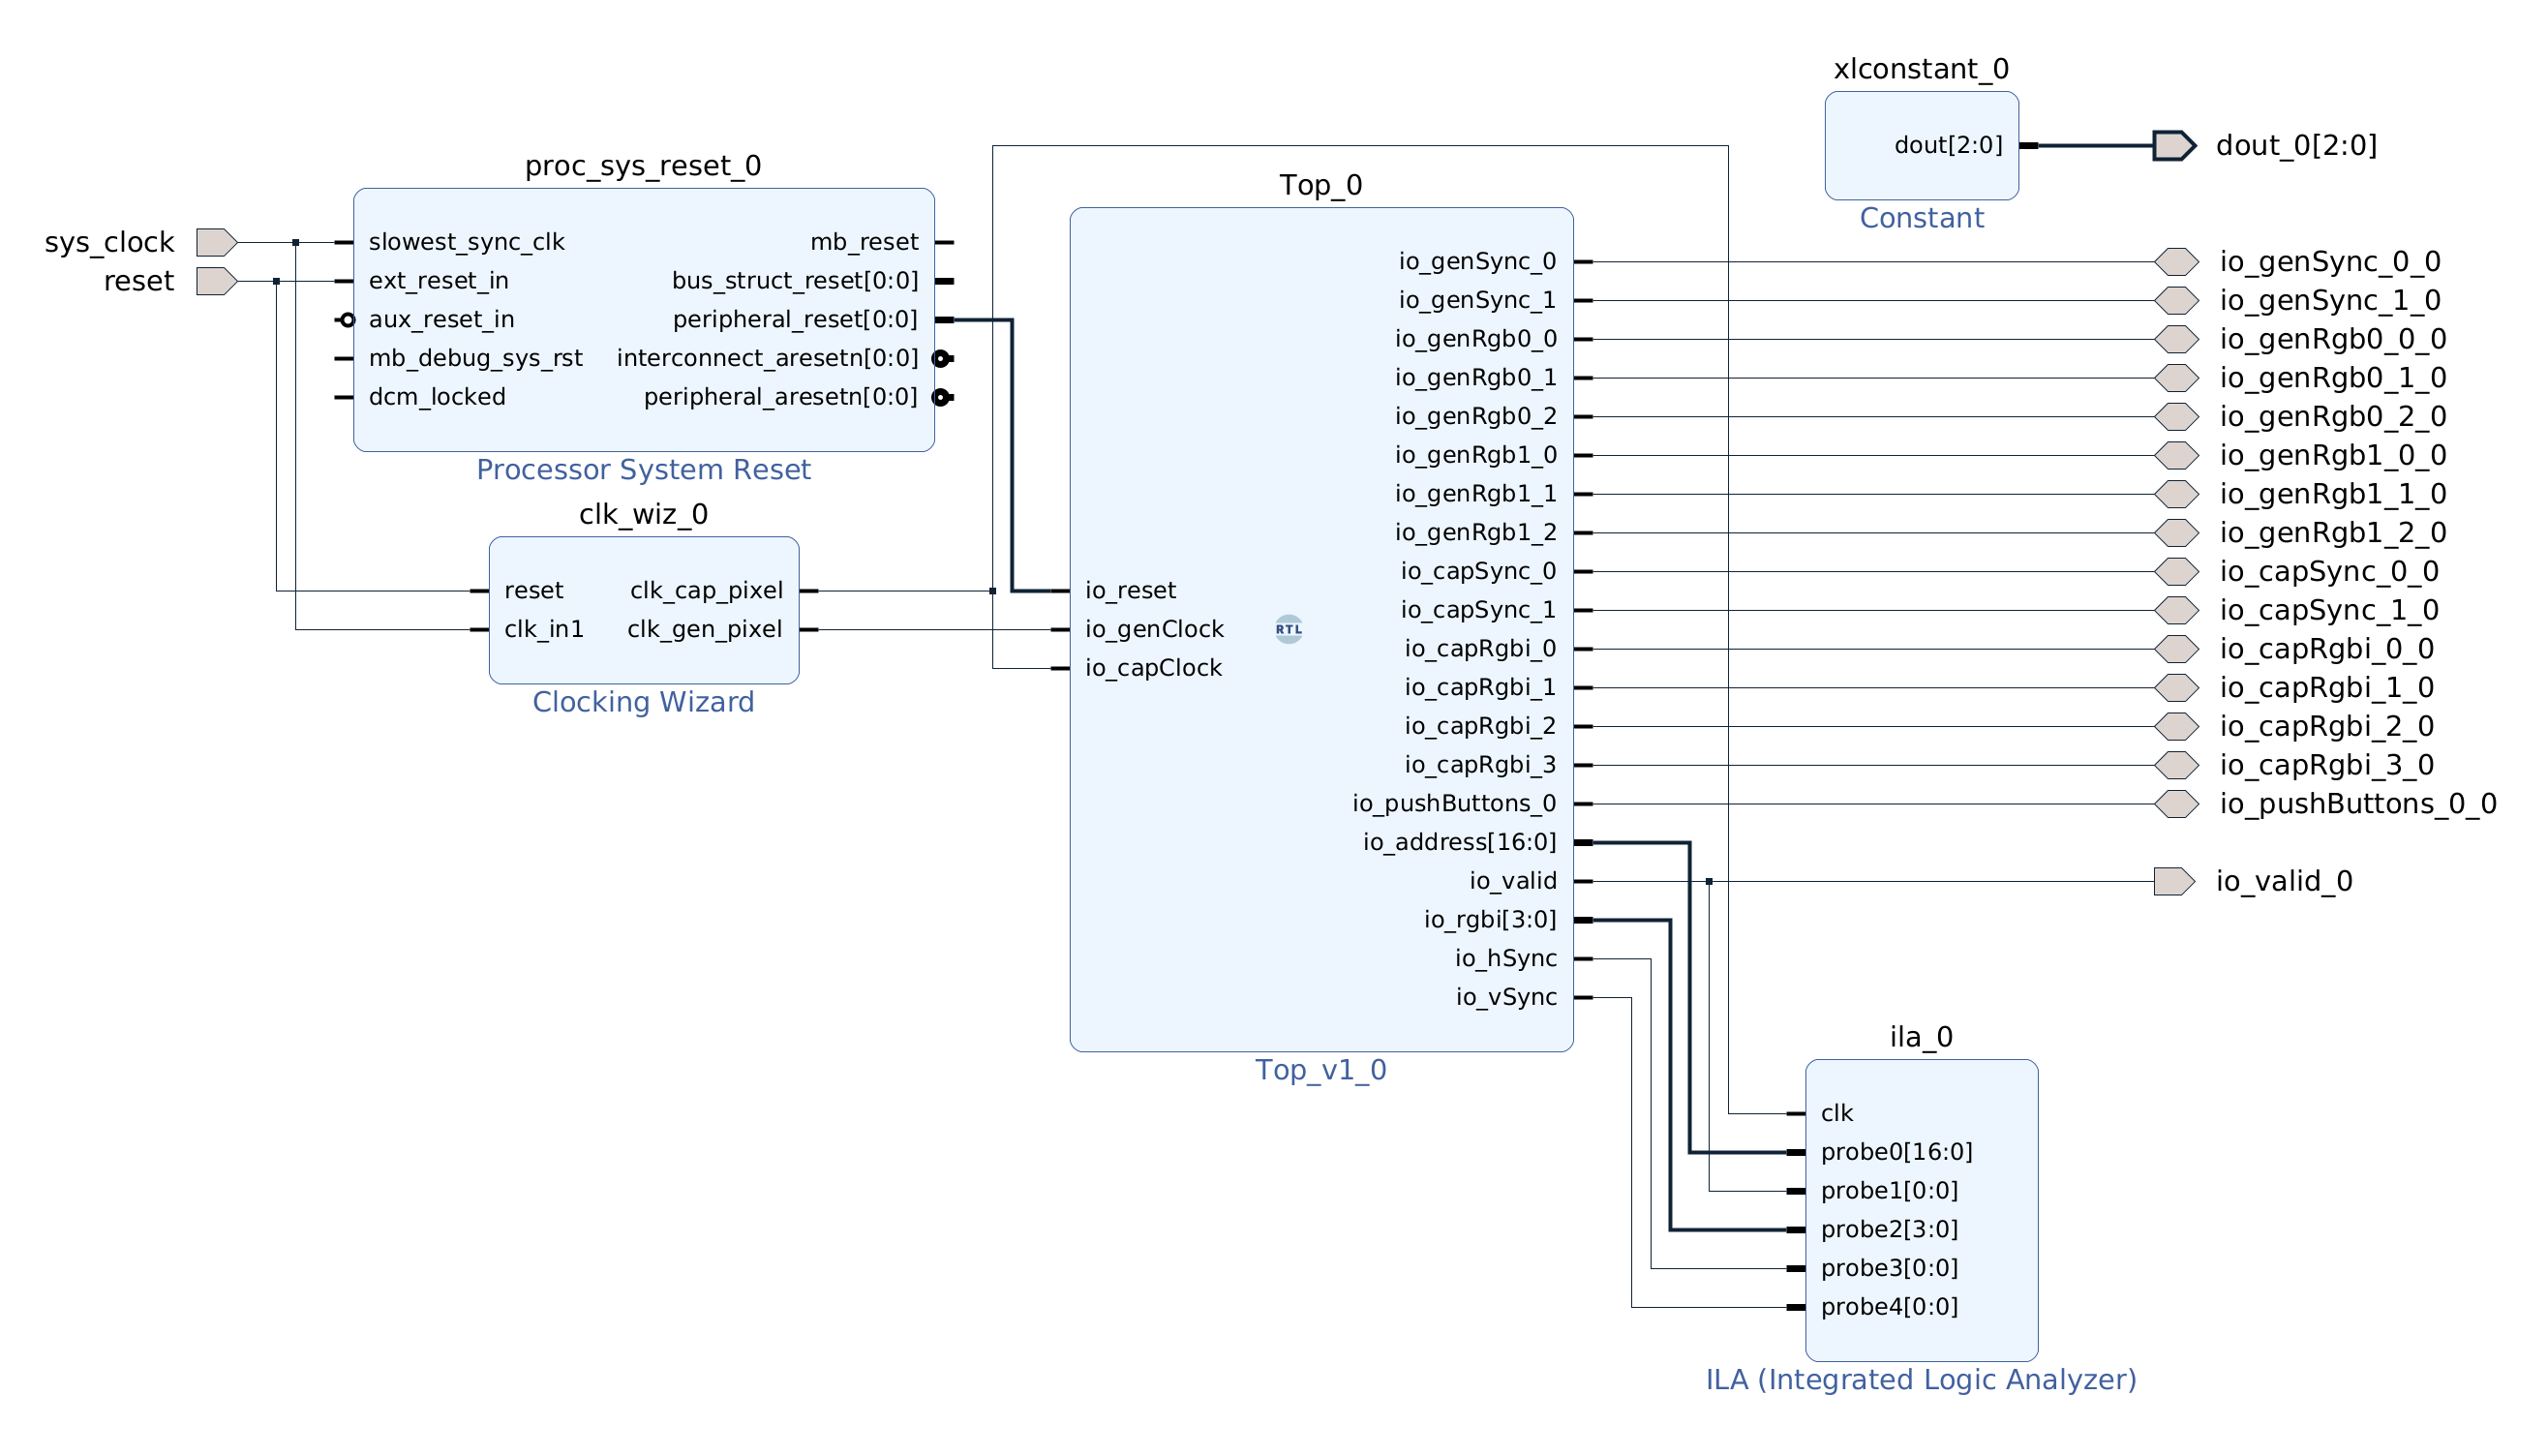 sys_clock
reset
proc_sys_reset_0
slowest_sync_clk
ext_reset_in
aux_reset_in
mb_debug_sys_rst
dcm_locked
mb_reset
bus_struct_reset[0:0]
peripheral_reset[0:0]
interconnect_aresetn[0:0]
peripheral_aresetn[0:0]
Processor System Reset
clk_wiz_0
reset
clk_in1
clk_cap_pixel
clk_gen_pixel
Clocking Wizard
Top_0
io_reset
io_genClock
io_capClock
RTL
io_genSync_0
io_genSync_1
io_genRgb0_0
io_genRgb0_1
io_genRgb0_2
io_genRgb1_0
io_genRgb1_1
io_genRgb1_2
io_capSync_0
io_capSync_1
io_capRgbi_0
io_capRgbi_1
io_capRgbi_2
io_capRgbi_3
io_pushButtons_0
io_address[16:0]
io_valid
io_rgbi[3:0]
io_hSync
io_vSync
Top_v1_0
xlconstant_0
dout[2:0]
Constant
dout_0[2:0]
io_genSync_0_0
io_genSync_1_0
io_genRgb0_0_0
io_genRgb0_1_0
io_genRgb0_2_0
io_genRgb1_0_0
io_genRgb1_1_0
io_genRgb1_2_0
io_capSync_0_0
io_capSync_1_0
io_capRgbi_0_0
io_capRgbi_1_0
io_capRgbi_2_0
io_capRgbi_3_0
io_pushButtons_0_0
io_valid_0
ila_0
clk
probe0[16:0]
probe1[0:0]
probe2[3:0]
probe3[0:0]
probe4[0:0]
ILA (Integrated Logic Analyzer)